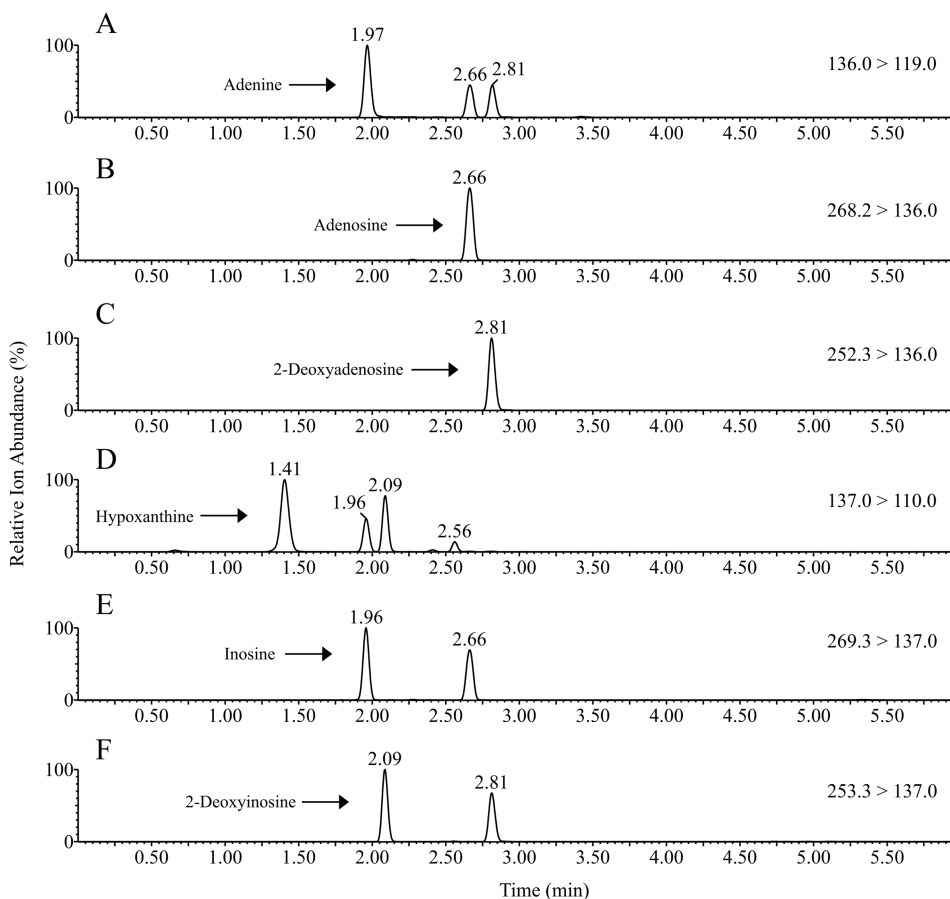 A
1.97
100
Adenine
2.66 2.81
136.0 > 119.0
0
0.50 1.00 1.50 2.00 2.50 3.00 3.50 4.00 4.50 5.00 5.50
B
2.66
100
Adenosine
268.2 > 136.0
0
0.50 1.00 1.50 2.00 2.50 3.00 3.50 4.00 4.50 5.00 5.50
C
2.81
100
2-Deoxyadenosine
252.3 > 136.0
0
0.50 1.00 1.50 2.00 2.50 3.00 3.50 4.00 4.50 5.00 5.50
Relative Ion Abundance (%)
D
1.41
100
Hypoxanthine
1.96 2.09
2.56
137.0 > 110.0
0
0.50 1.00 1.50 2.00 2.50 3.00 3.50 4.00 4.50 5.00 5.50
E
1.96
100
Inosine
2.66
269.3 > 137.0
0
0.50 1.00 1.50 2.00 2.50 3.00 3.50 4.00 4.50 5.00 5.50
F
2.09
100
2-Deoxyinosine
2.81
253.3 > 137.0
0
0.50 1.00 1.50 2.00 2.50 3.00 3.50 4.00 4.50 5.00 5.50
Time (min)